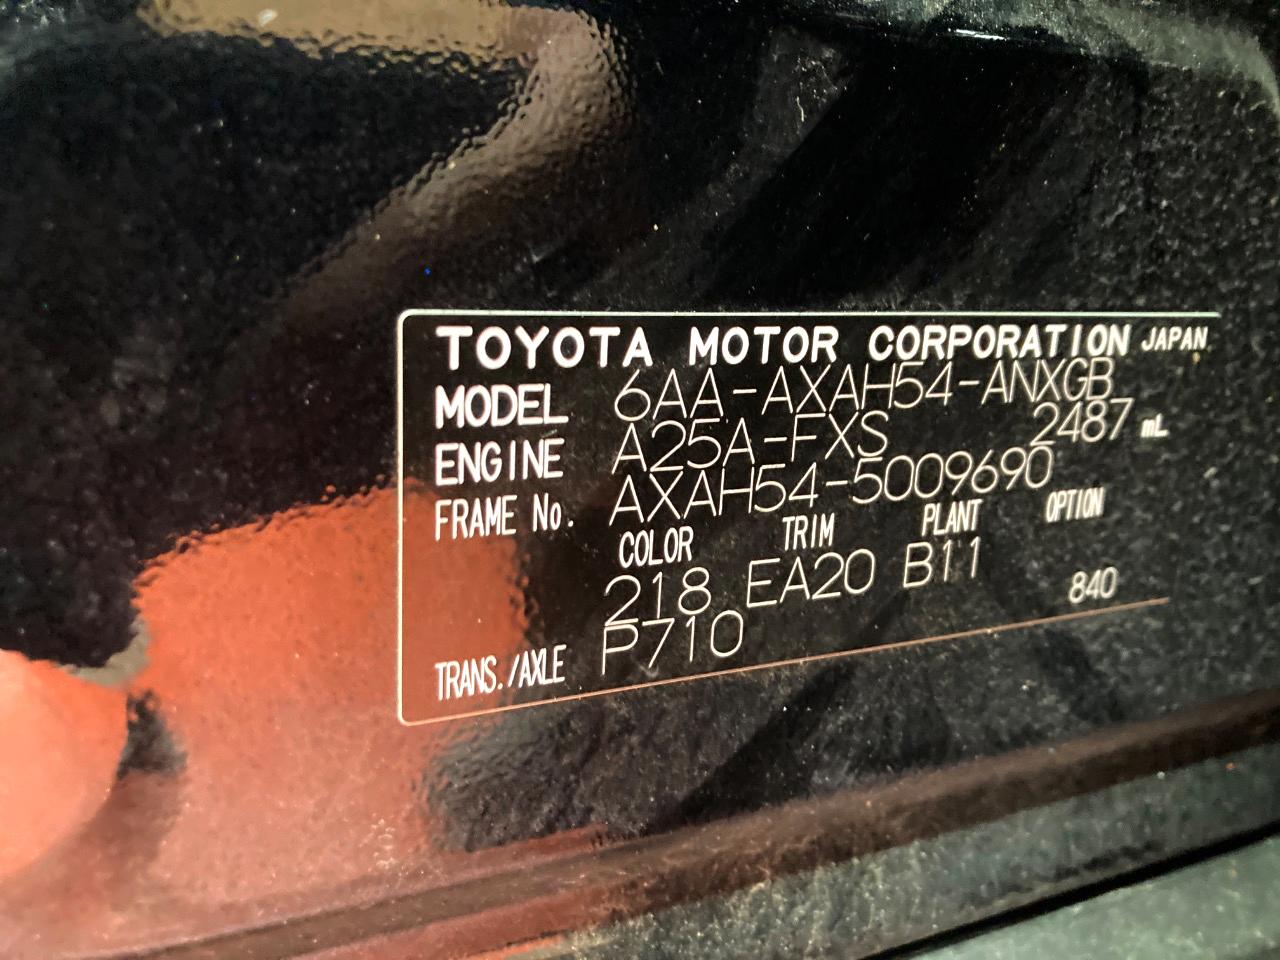 TOYOTA MOTOR CORPORATION JAPAN
MODEL 6AA-AXAH54-ANXGB
ENGINE A25A-FXS 2487 mL
FRAME No. AXAH54-5009690
COLOR TRIM PLANT OPTION
218 EA20 B11 840
TRANS./AXLE P710